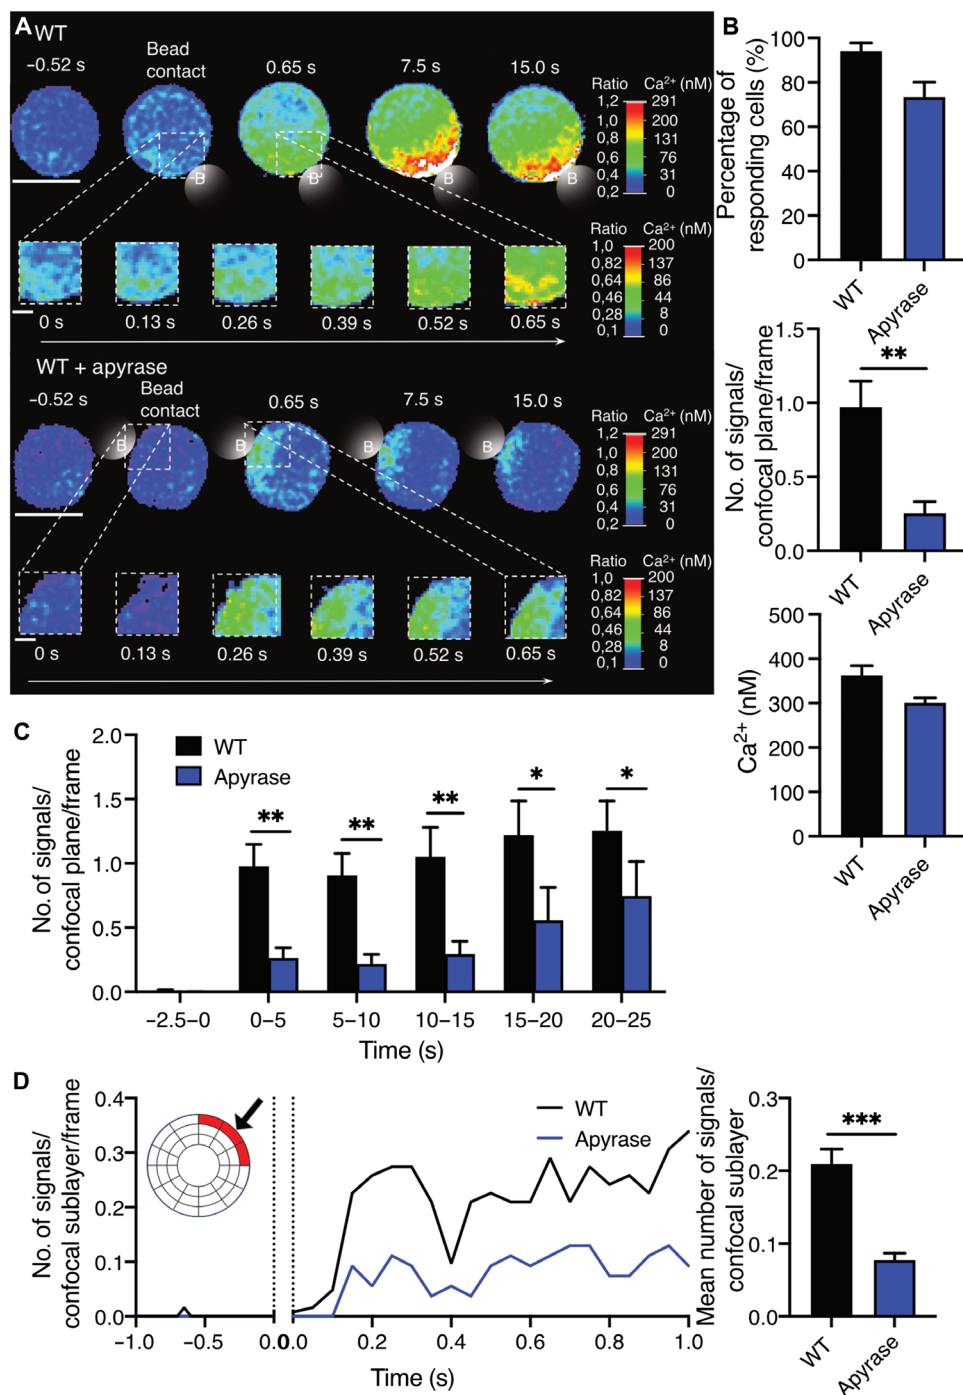 A
WT
−0.52 s
Bead
contact
0.65 s
7.5 s
15.0 s
B
B
B
B
Ratio Ca²⁺ (nM)
1,2 291
1,0 200
0,8 131
0,6 76
0,4 31
0,2 0
0 s
0.13 s
0.26 s
0.39 s
0.52 s
0.65 s
Ratio Ca²⁺ (nM)
1,0 200
0,82 137
0,64 86
0,46 44
0,28 8
0,1 0
WT + apyrase
−0.52 s
Bead
contact
0.65 s
7.5 s
15.0 s
B
B
B
B
Ratio Ca²⁺ (nM)
1,2 291
1,0 200
0,8 131
0,6 76
0,4 31
0,2 0
0 s
0.13 s
0.26 s
0.39 s
0.52 s
0.65 s
Ratio Ca²⁺ (nM)
1,0 200
0,82 137
0,64 86
0,46 44
0,28 8
0,1 0
B
Percentage of
responding cells (%)
100
80
60
40
20
0
WT
Apyrase
No. of signals/
confocal plane/frame
1.5
1.0
0.5
0.0
**
WT
Apyrase
Ca²⁺ (nM)
500
400
300
200
100
0
WT
Apyrase
C
No. of signals/
confocal plane/frame
2.0
1.5
1.0
0.5
0.0
WT
Apyrase
**
**
**
*
*
−2.5–0
0–5
5–10
10–15
15–20
20–25
Time (s)
D
No. of signals/
confocal sublayer/frame
0.4
0.3
0.2
0.1
0.0
−1.0
−0.5
0.0
0.0
0.2
0.4
0.6
0.8
1.0
Time (s)
WT
Apyrase
Mean number of signals/
confocal sublayer
0.3
0.2
0.1
0.0
***
WT
Apyrase